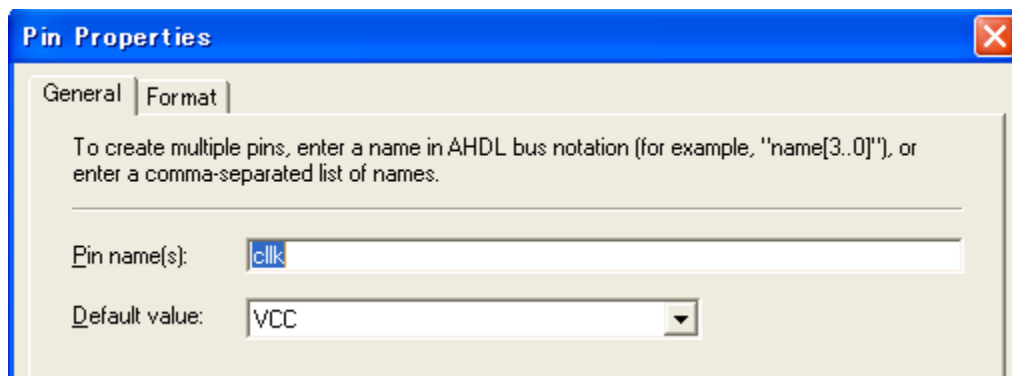 Pin Properties
General Format
To create multiple pins, enter a name in AHDL bus notation (for example, "name[3..0]"), or
enter a comma-separated list of names.
Pin name(s): cllk
Default value: VCC